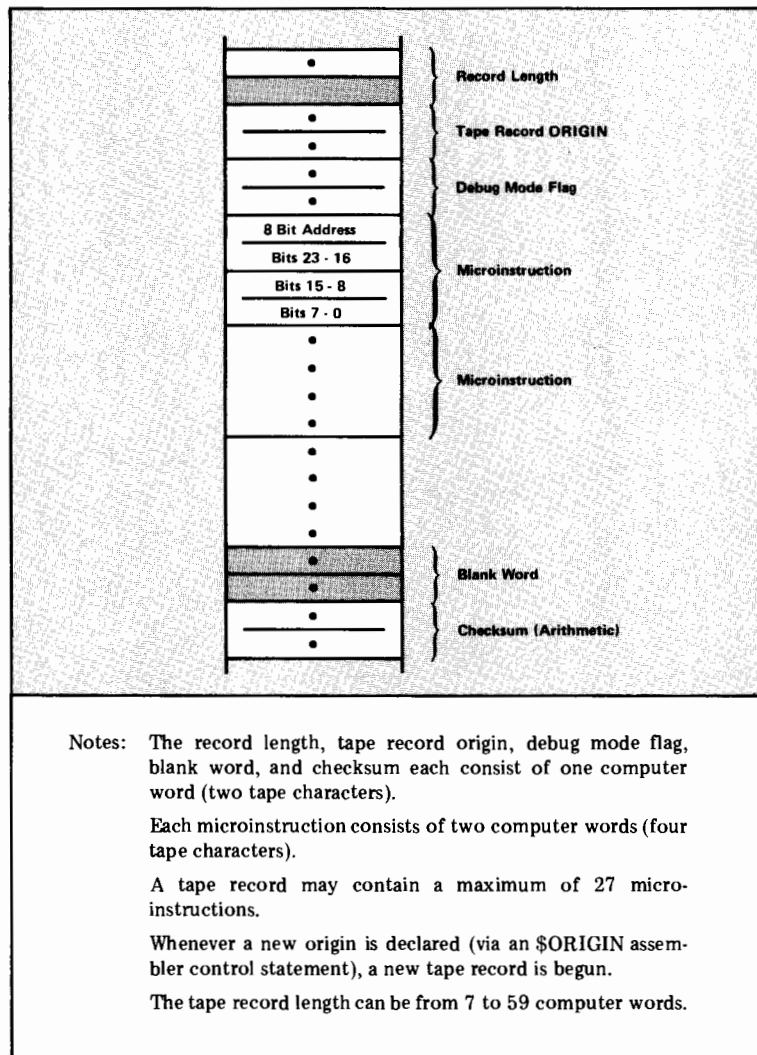 Record Length
Tape Record ORIGIN
Debug Mode Flag
8 Bit Address
Bits 23 - 16
Bits 15 - 8
Bits 7 - 0
Microinstruction
Microinstruction
Blank Word
Checksum (Arithmetic)
Notes: The record length, tape record origin, debug mode flag,
blank word, and checksum each consist of one computer
word (two tape characters).
Each microinstruction consists of two computer words (four
tape characters).
A tape record may contain a maximum of 27 micro-
instructions.
Whenever a new origin is declared (via an $ORIGIN assem-
bler control statement), a new tape record is begun.
The tape record length can be from 7 to 59 computer words.